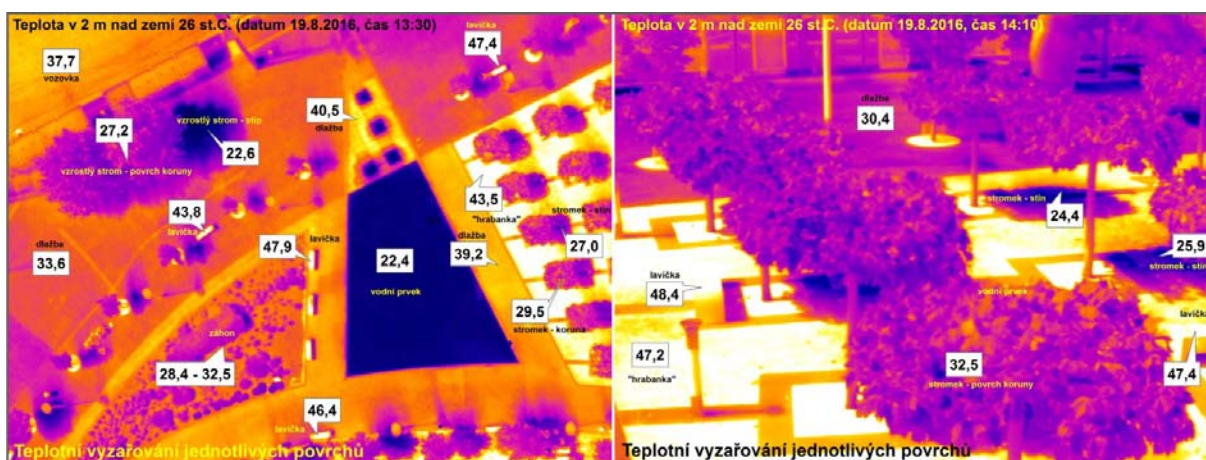 Teplota v 2 m nad zemí 26 st.C. (datum 19.8.2016, čas 13:30)
37,7
vozovka
lavička
47,4
40,5
dlažba
vzrostlý strom - stín
27,2
22,6
vzrostlý strom - povrch koruny
43,8
lavička
43,5
"hrabanka"
stromek - stín
27,0
dlažba
33,6
47,9
lavička
22,4
vodní prvek
dlažba
39,2
29,5
stromek - koruna
záhon
28,4 - 32,5
46,4
lavička
Teplotní vyzařování jednotlivých povrchů
Teplota v 2 m nad zemí 26 st.C. (datum 19.8.2016, čas 14:10)
dlažba
30,4
stromek - stín
24,4
25,9
stromek - stín
lavička
48,4
vodní prvek
lavička
47,4
47,2
"hrabanka"
32,5
stromek - povrch koruny
Teplotní vyzařování jednotlivých povrchů